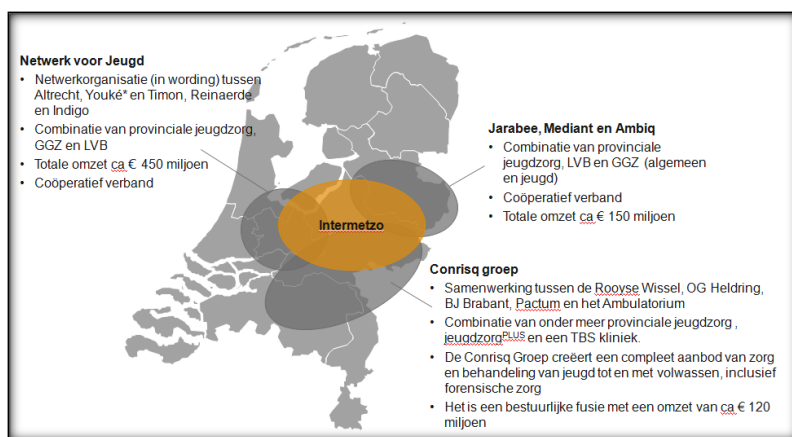 Netwerk voor Jeugd
• Netwerkorganisatie (in wording) tussen
Altrecht, Youké* en Timon, Reinaerde
en Indigo
• Combinatie van provinciale jeugdzorg,
GGZ en LVB
• Totale omzet ca € 450 miljoen
• Coöperatief verband
Jarabee, Mediant en Ambiq
• Combinatie van provinciale
jeugdzorg, LVB en GGZ (algemeen
en jeugd)
• Coöperatief verband
• Totale omzet ca € 150 miljoen
Intermetzo
Conrisq groep
• Samenwerking tussen de Rooyse Wissel, OG Heldring,
BJ Brabant, Pactum en het Ambulatorium
• Combinatie van onder meer provinciale jeugdzorg ,
jeugdzorgPLUS en een TBS kliniek.
• De Conrisq Groep creëert een compleet aanbod van zorg
en behandeling van jeugd tot en met volwassen, inclusief
forensische zorg
• Het is een bestuurlijke fusie met een omzet van ca € 120
miljoen